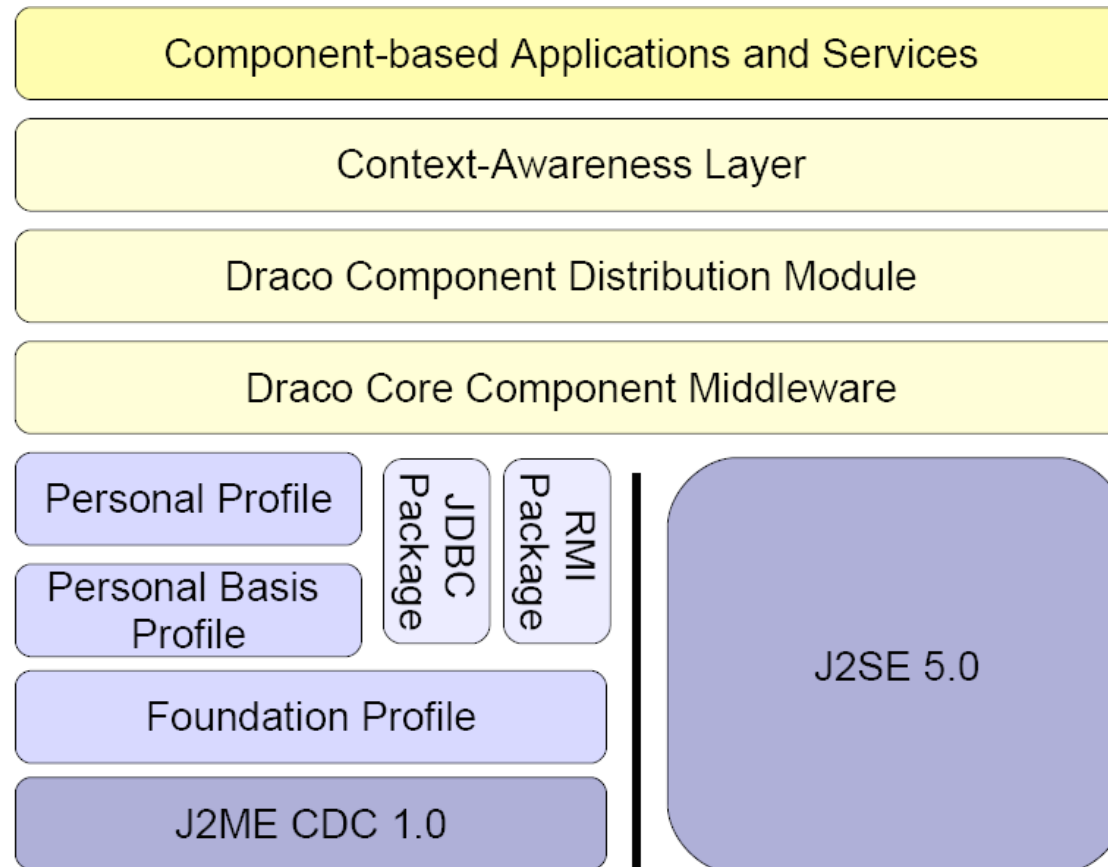 Component-based Applications and Services
Context-Awareness Layer
Draco Component Distribution Module
Draco Core Component Middleware
Personal Profile
JDBC
Package
RMI
Package
Personal Basis
Profile
J2SE 5.0
Foundation Profile
J2ME CDC 1.0